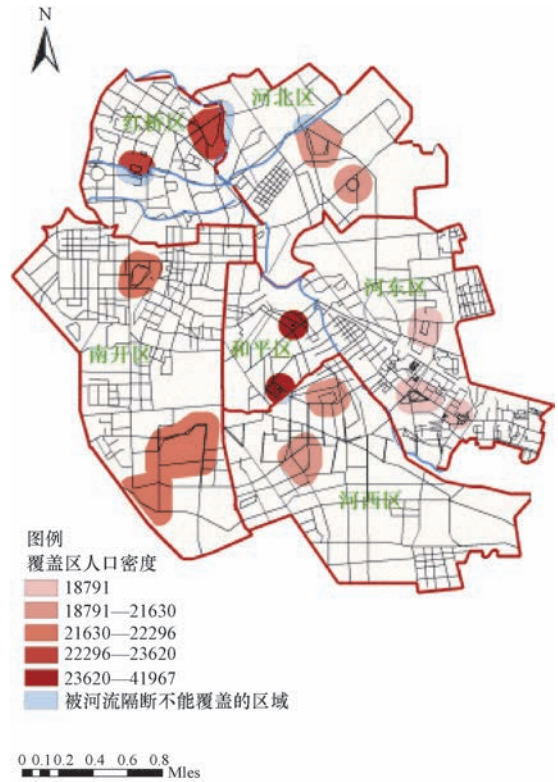 N
河北区
红桥区
河东区
南开区
和平区
河西区
图例
覆盖区人口密度
18791
18791—21630
21630—22296
22296—23620
23620—41967
被河流隔断不能覆盖的区域
0 0.10.2 0.4 0.6 0.8
Mles